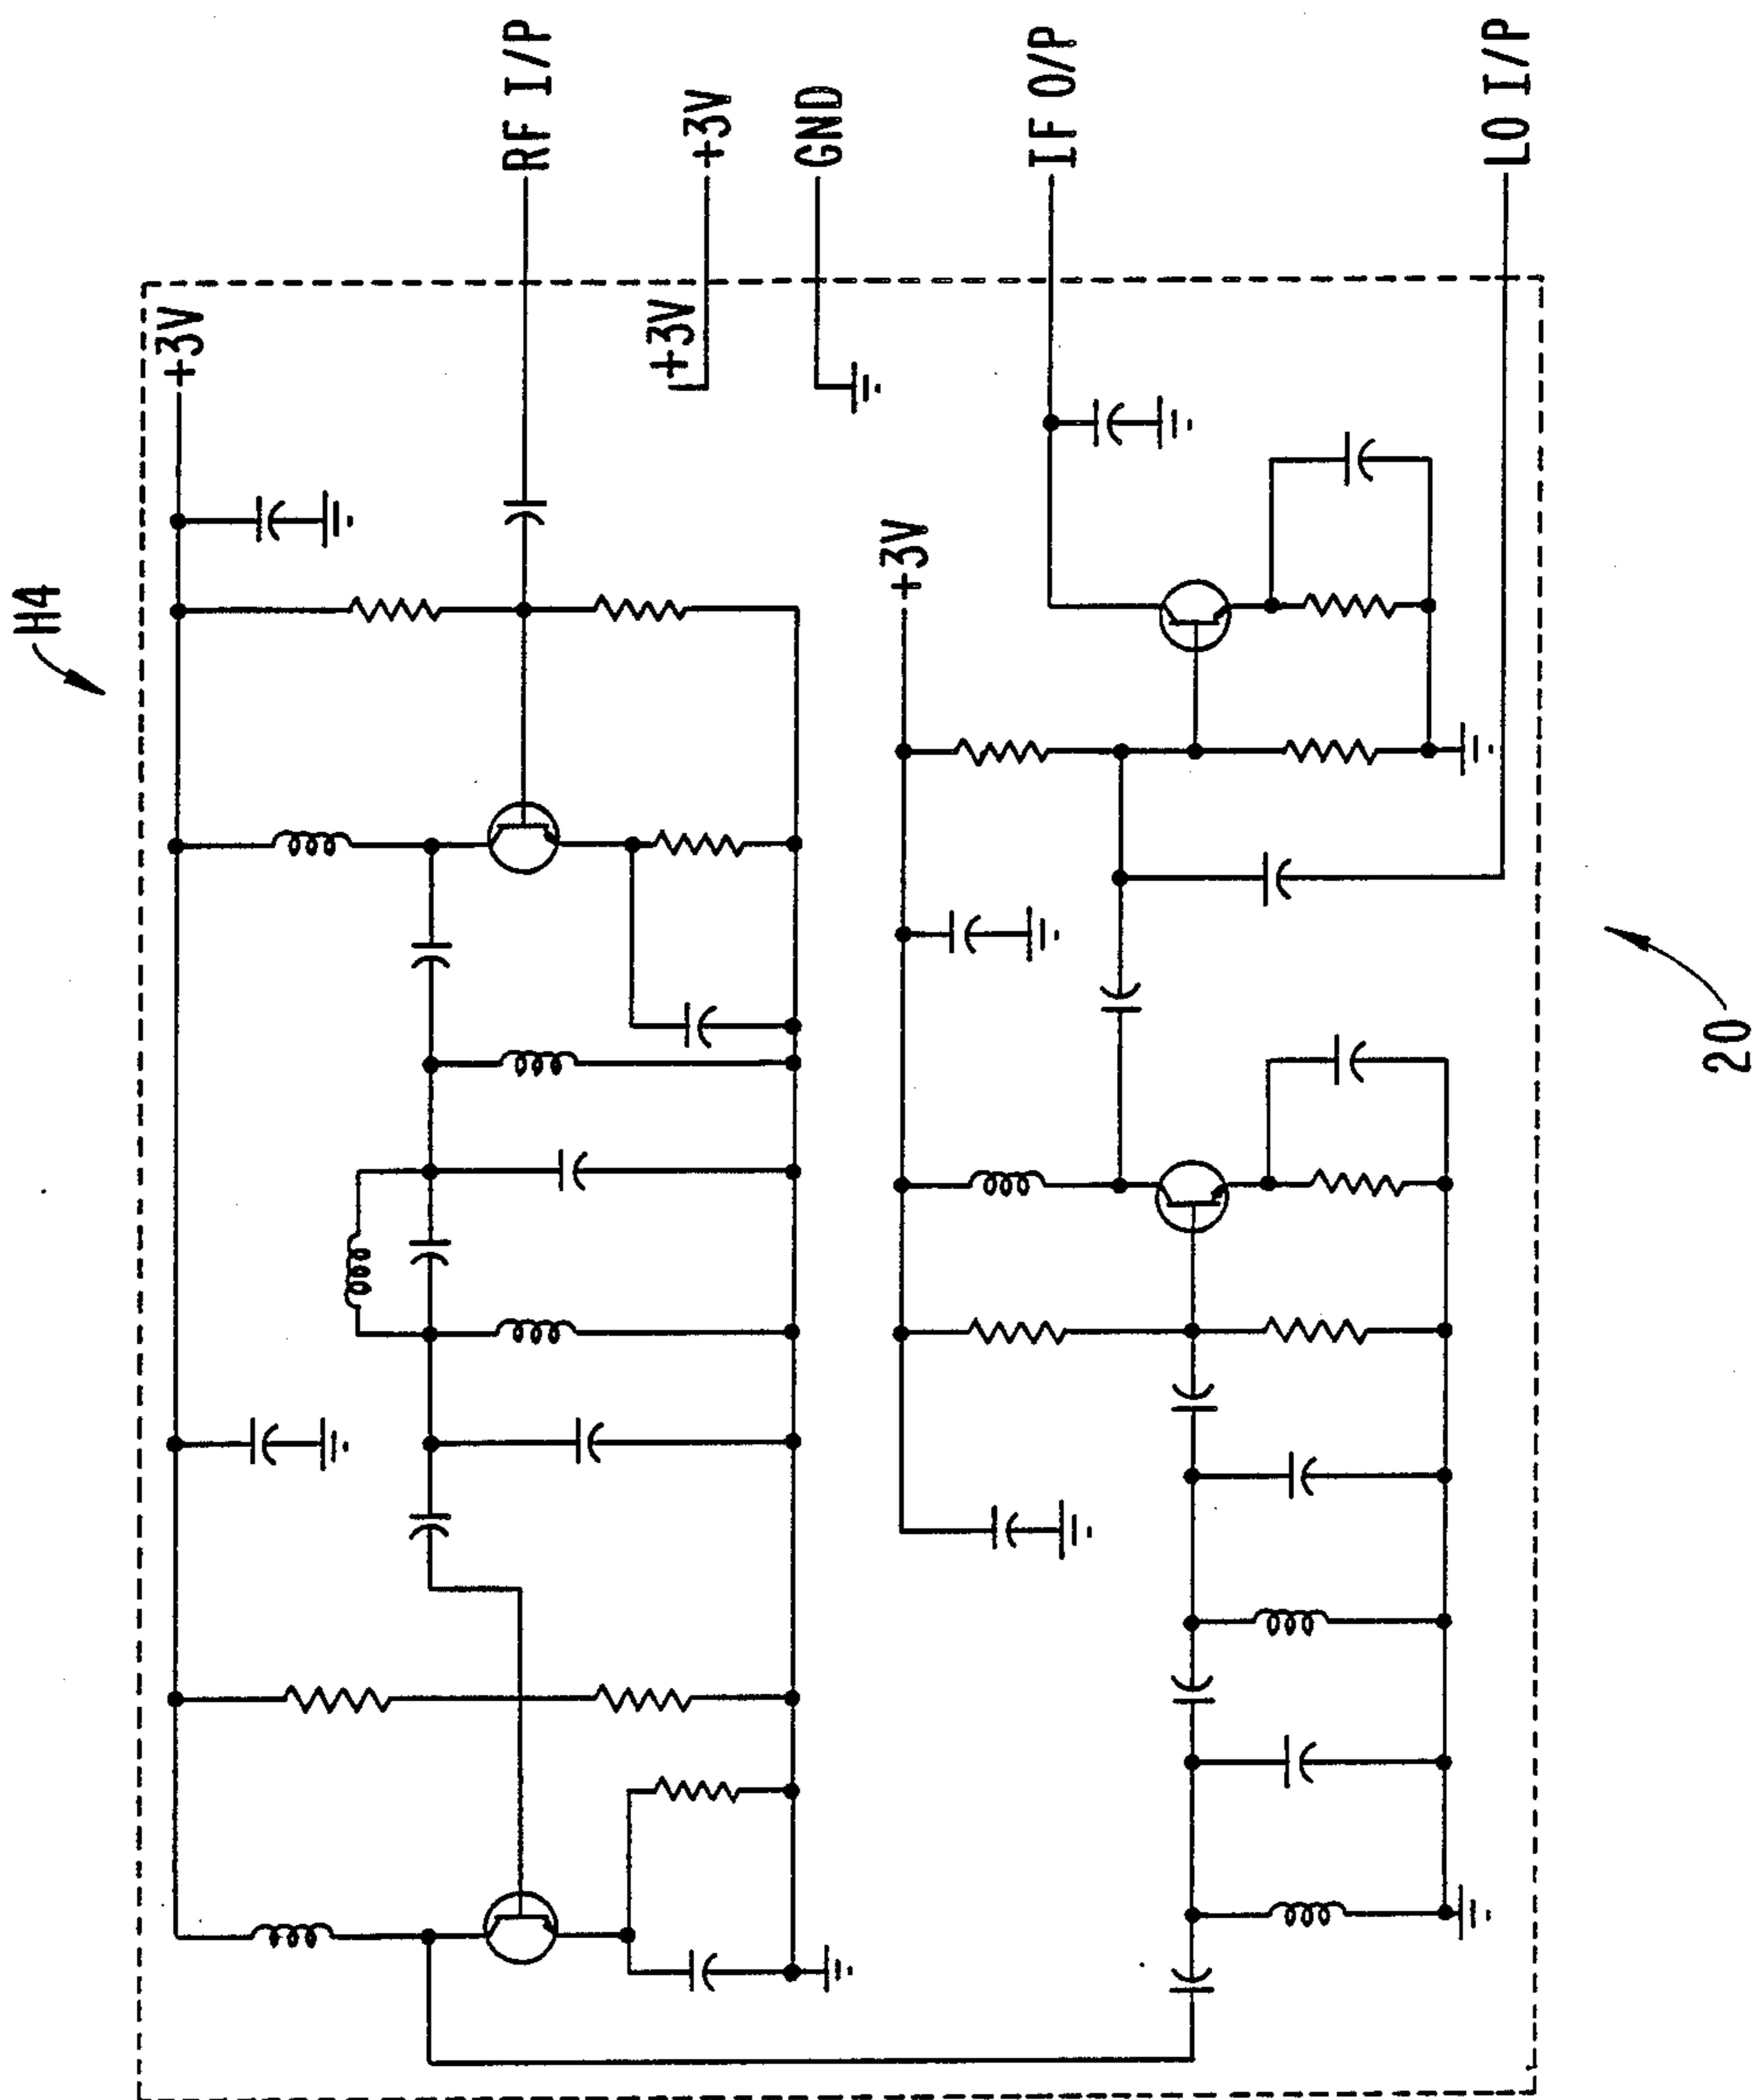 H4
+3V
RF I/P
+3V
+3V
GND
+3V
IF O/P
LO I/P
20